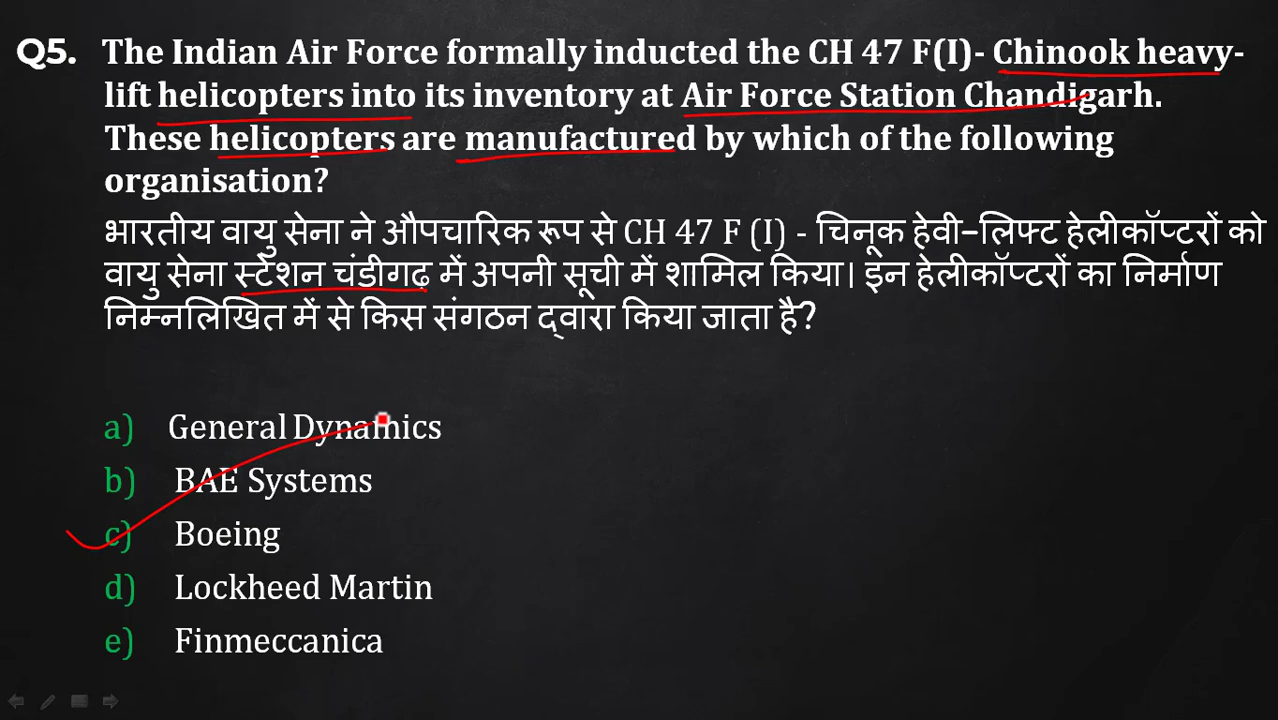 Q5. The Indian Air Force formally inducted the CH 47 F(I)- Chinook heavy-
lift helicopters into its inventory at Air Force Station Chandigarh.
These helicopters are manufactured by which of the following
organisation?
भारतीय वायु सेना ने औपचारिक रूप से CH 47 F (I) - चिनूक हेवी-लिफ्ट हेलीकॉप्टरों को
वायु सेना स्टेशन चंडीगढ़ में अपनी सूची में शामिल किया। इन हेलीकॉप्टरों का निर्माण
निम्नलिखित में से किस संगठन द्वारा किया जाता है?
a) General Dynamics
b) BAE Systems
c) Boeing
d) Lockheed Martin
e) Finmeccanica